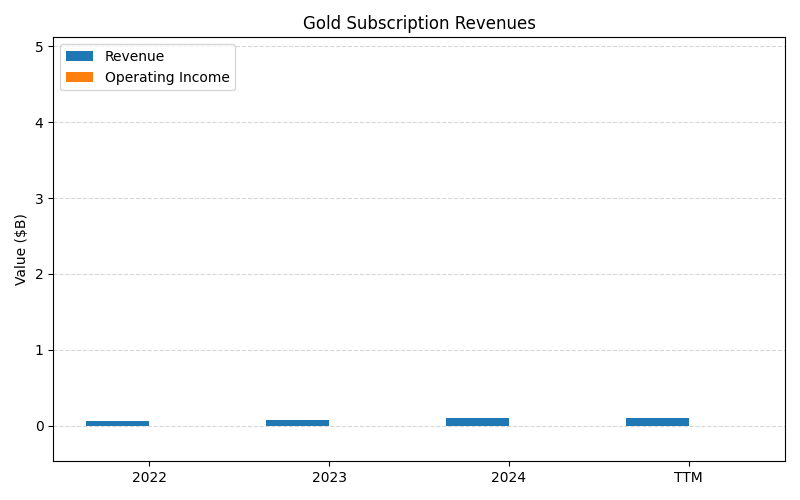 Gold Subscription Revenues
Revenue
Operating Income
Value ($B)
5
4
3
2
1
0
2022
2023
2024
TTM